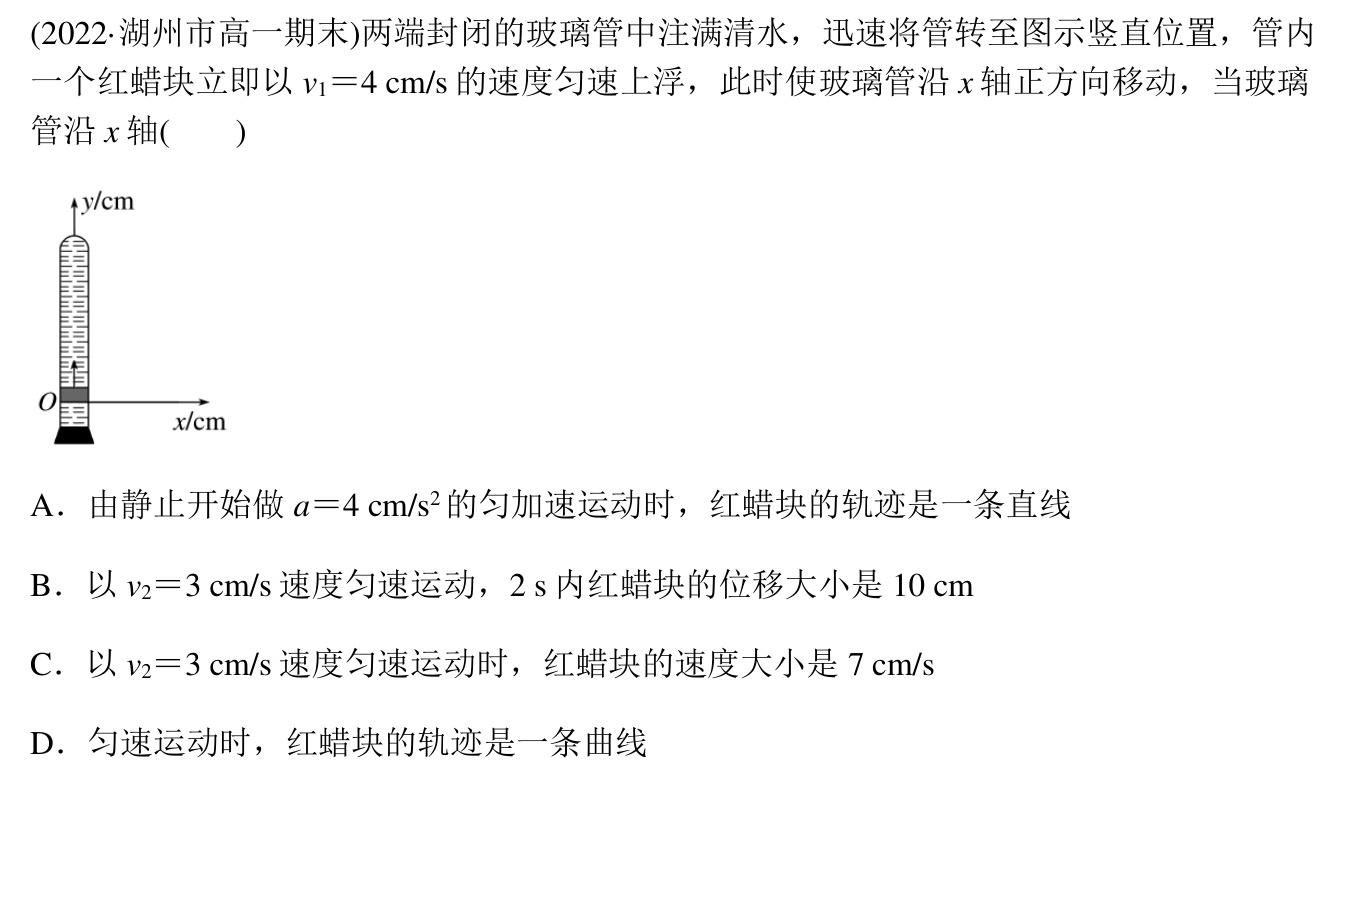 (2022·湖州市高一期末)两端封闭的玻璃管中注满清水，迅速将管转至图示竖直位置，管内
一个红蜡块立即以 v₁＝4 cm/s 的速度匀速上浮，此时使玻璃管沿 x 轴正方向移动，当玻璃
管沿 x 轴(　　)
y/cm
O
x/cm
A．由静止开始做 a＝4 cm/s² 的匀加速运动时，红蜡块的轨迹是一条直线
B．以 v₂＝3 cm/s 速度匀速运动，2 s 内红蜡块的位移大小是 10 cm
C．以 v₂＝3 cm/s 速度匀速运动时，红蜡块的速度大小是 7 cm/s
D．匀速运动时，红蜡块的轨迹是一条曲线